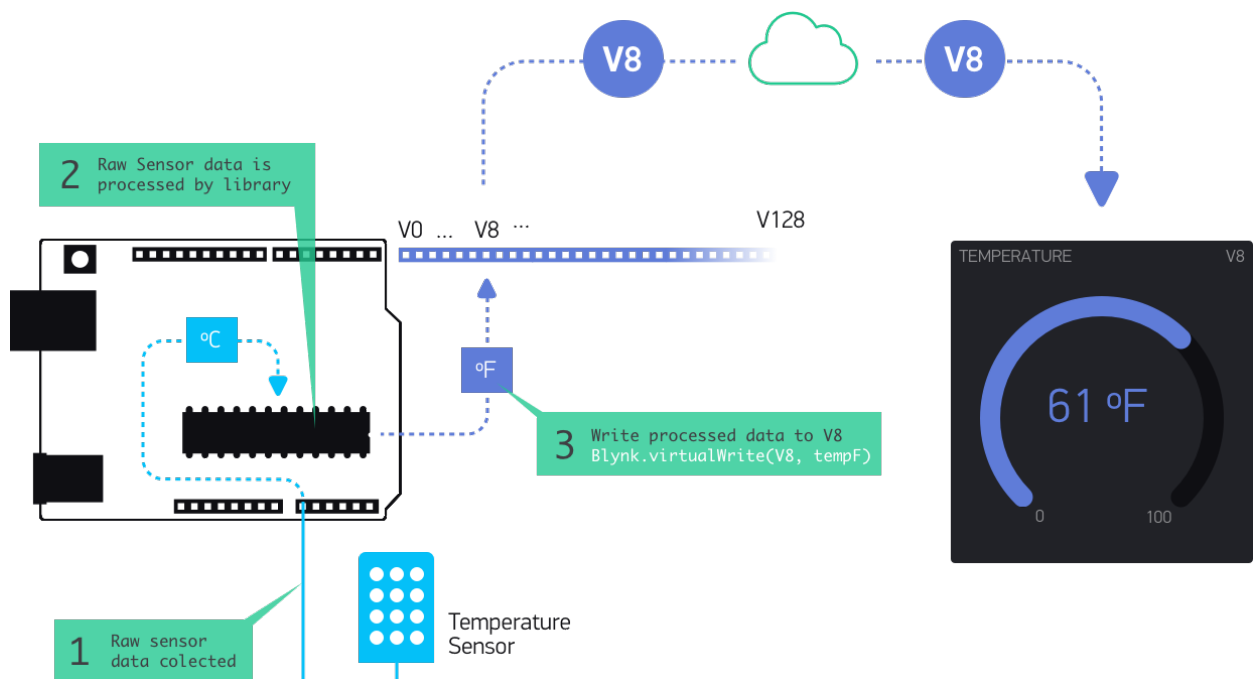 V8
V8
2 Raw Sensor data is
processed by library
V0 ... V8 ... V128
TEMPERATURE V8
ºC
ºF
61 ºF
3 Write processed data to V8
Blynk.virtualWrite(V8, tempF)
0 100
Temperature
Sensor
1 Raw sensor
data colected